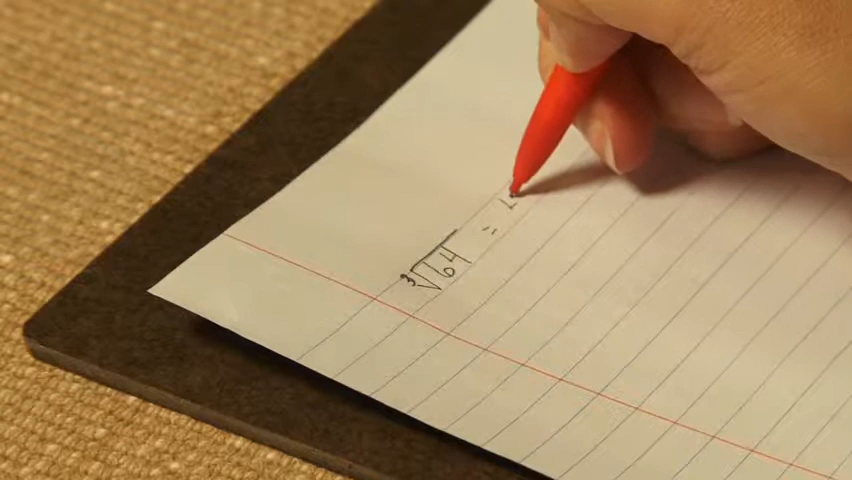 ∛64 =